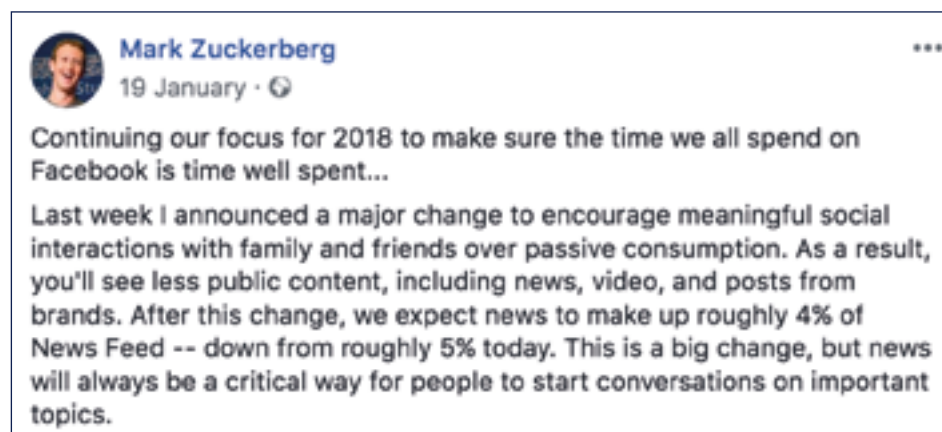 Mark Zuckerberg
19 January ·
Continuing our focus for 2018 to make sure the time we all spend on
Facebook is time well spent...
Last week I announced a major change to encourage meaningful social
interactions with family and friends over passive consumption. As a result,
you'll see less public content, including news, video, and posts from
brands. After this change, we expect news to make up roughly 4% of
News Feed -- down from roughly 5% today. This is a big change, but news
will always be a critical way for people to start conversations on important
topics.